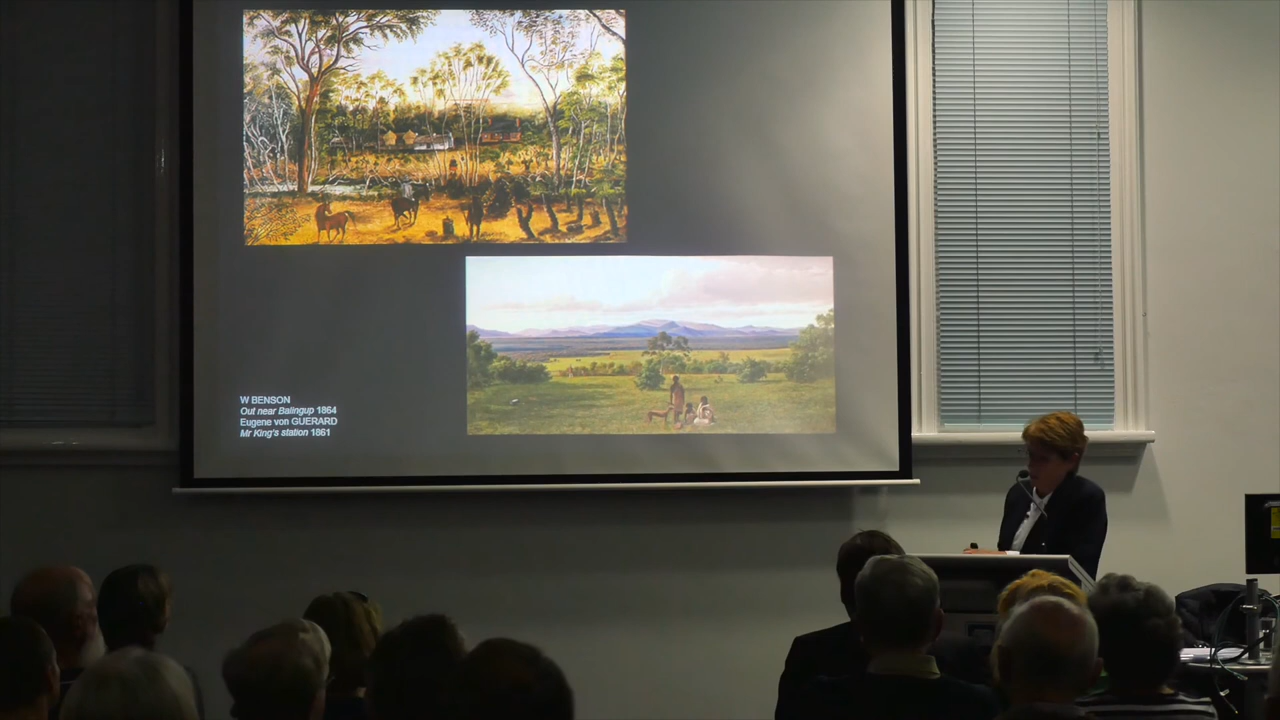 W BENSON
Out near Balingup 1864
Eugene von GUERARD
Mr King's station 1861